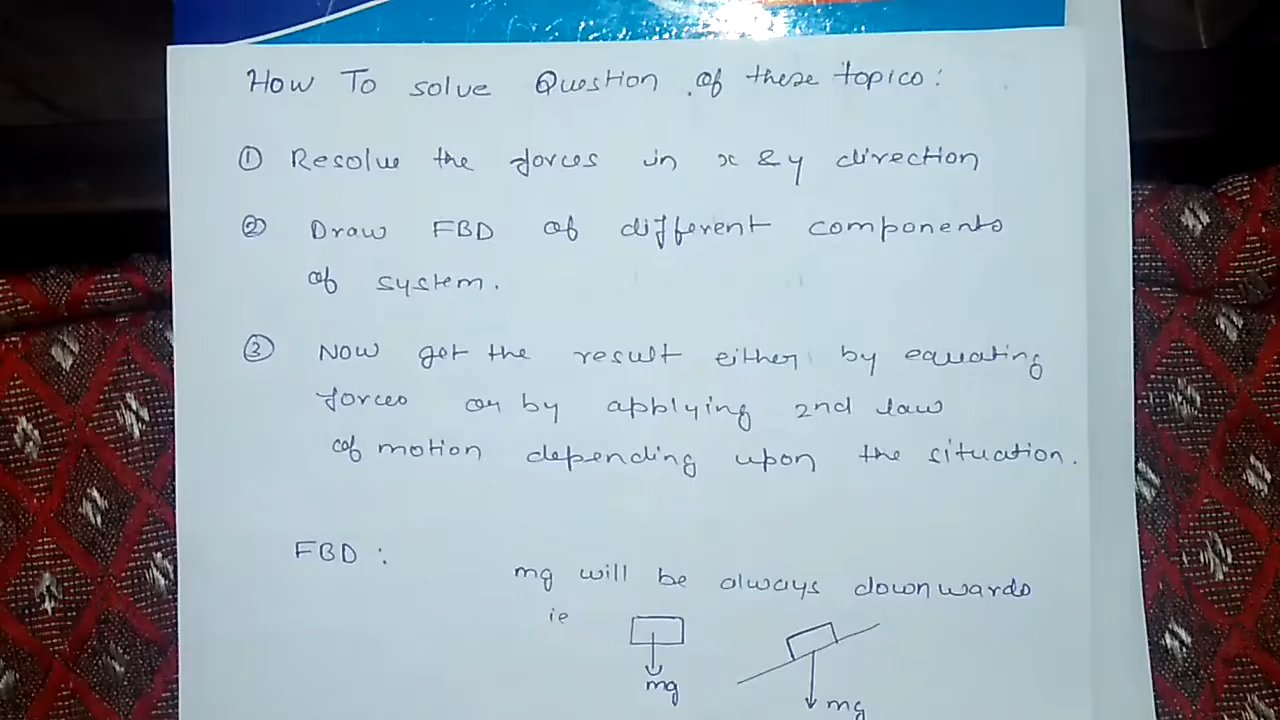 How To solve Question of these topics:
① Resolve the forces in x & y direction
② Draw FBD of different components
of system.
③ Now get the result either by equating
forces or by applying 2nd law
of motion depending upon the situation.
FBD :
mg will be always downwards
ie
mg
mg